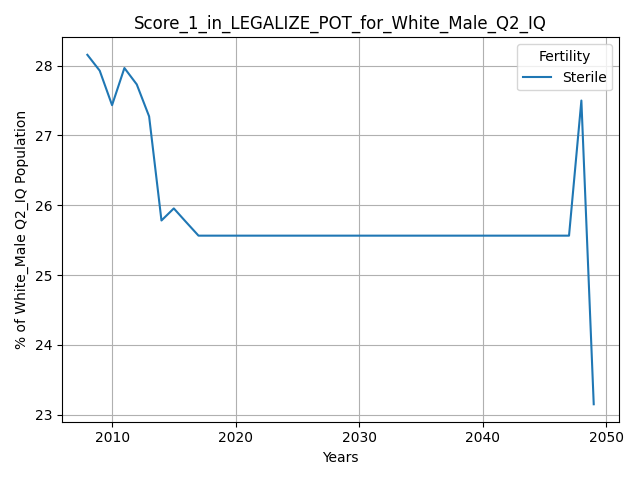 Score_1_in_LEGALIZE_POT_for_White_Male_Q2_IQ
Fertility
Sterile
% of White_Male Q2_IQ Population
28
27
26
25
24
23
2010
2020
2030
2040
2050
Years